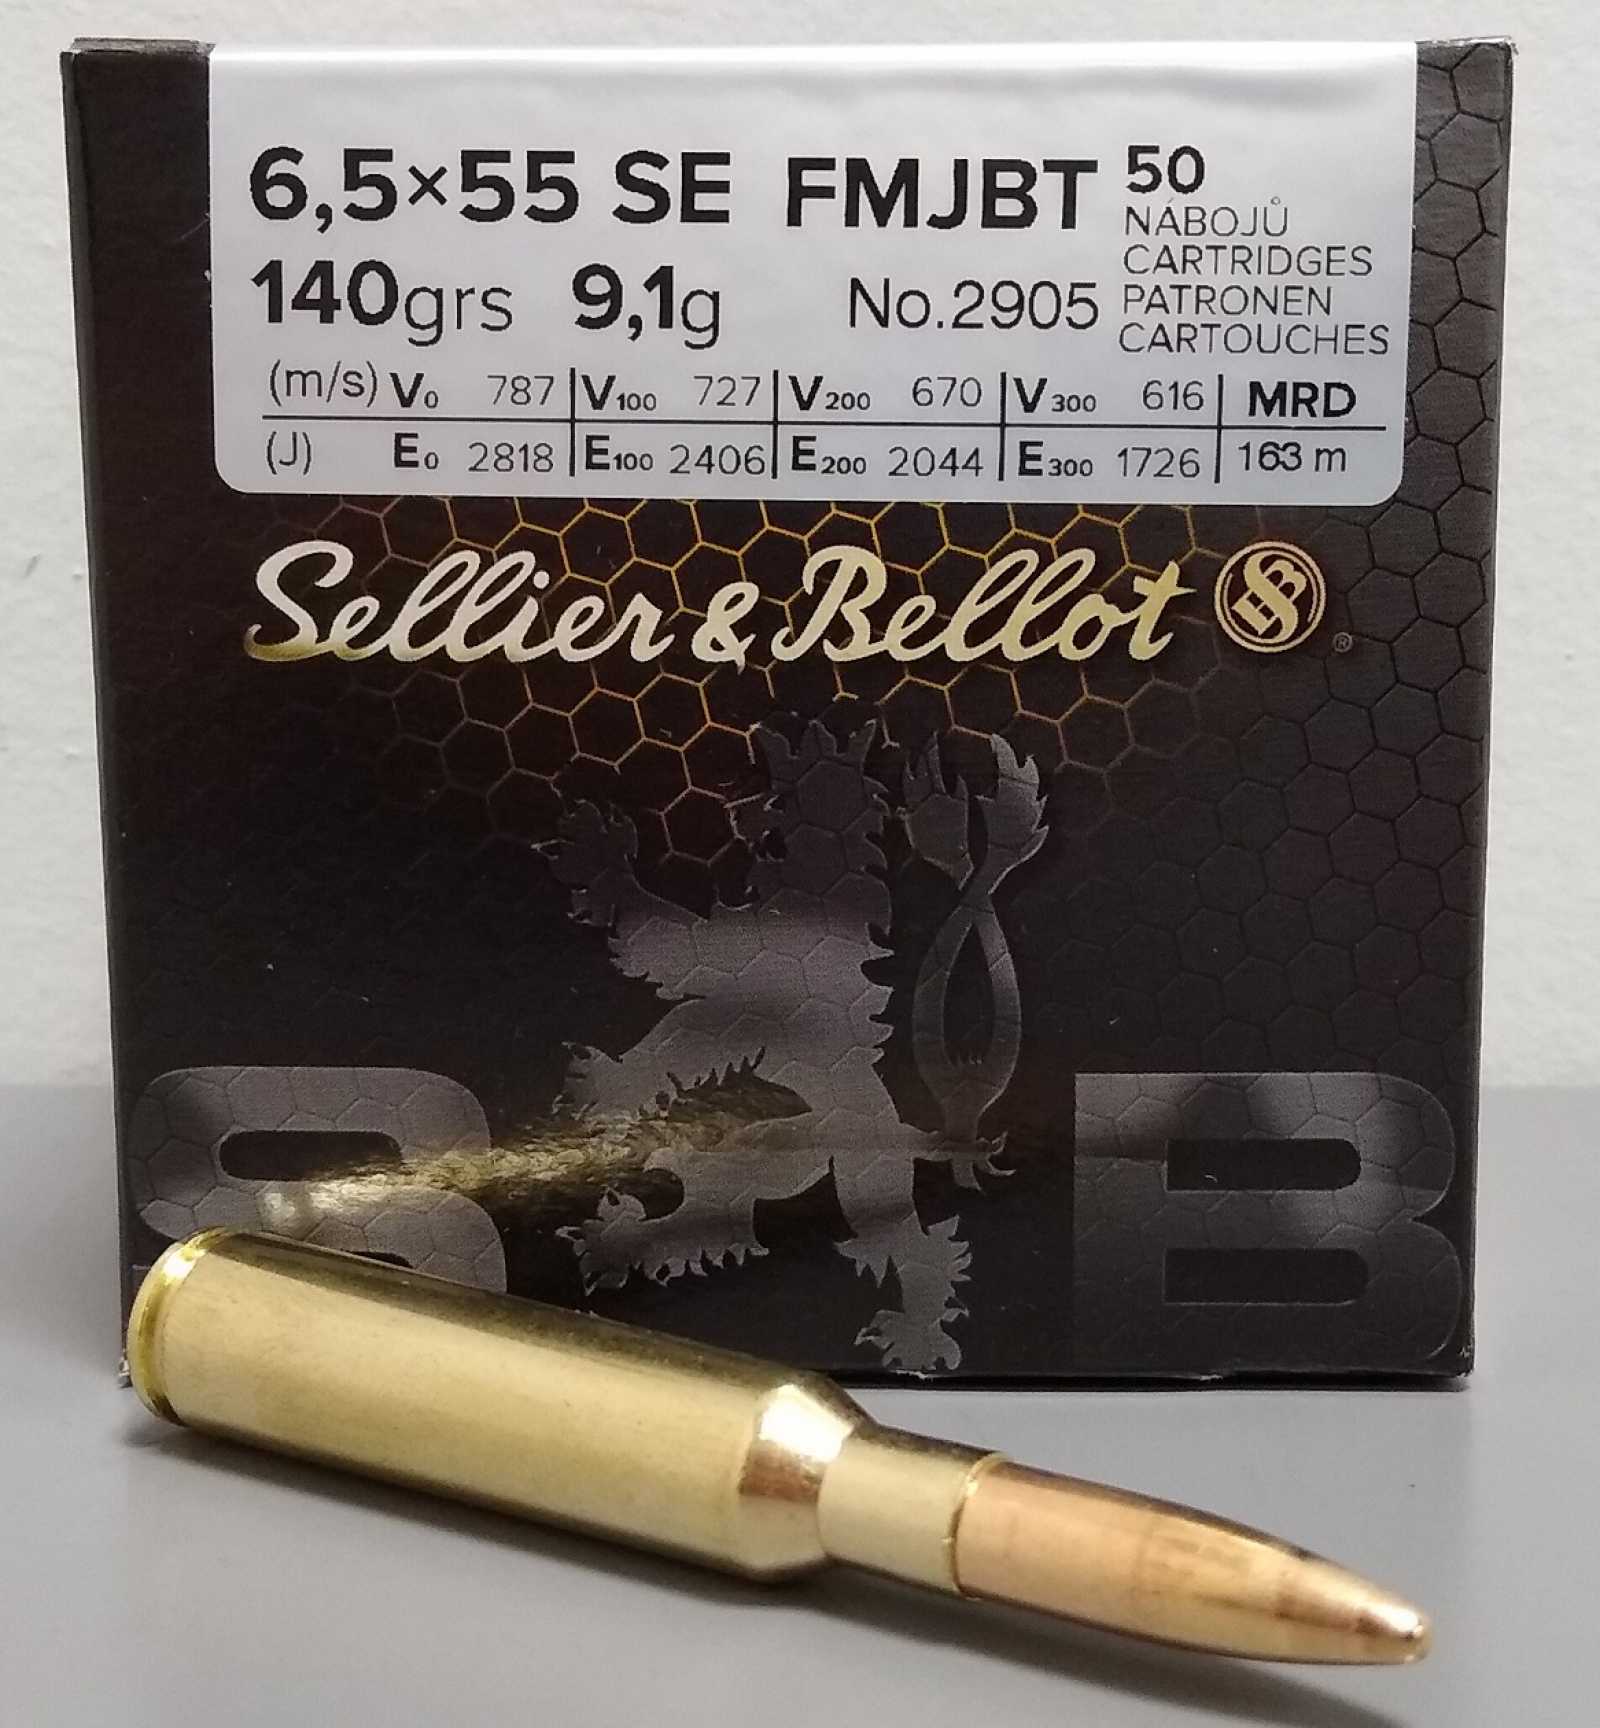 6,5×55 SE FMJBT 50
NÁBOJŮ
CARTRIDGES
140grs 9,1g No.2905 PATRONEN
CARTOUCHES
(m/s) V0 787 | V100 727 | V200 670 | V300 616 | MRD
(J) E0 2818 | E100 2406 | E200 2044 | E300 1726 | 163 m
Sellier & Bellot SB ®
S B